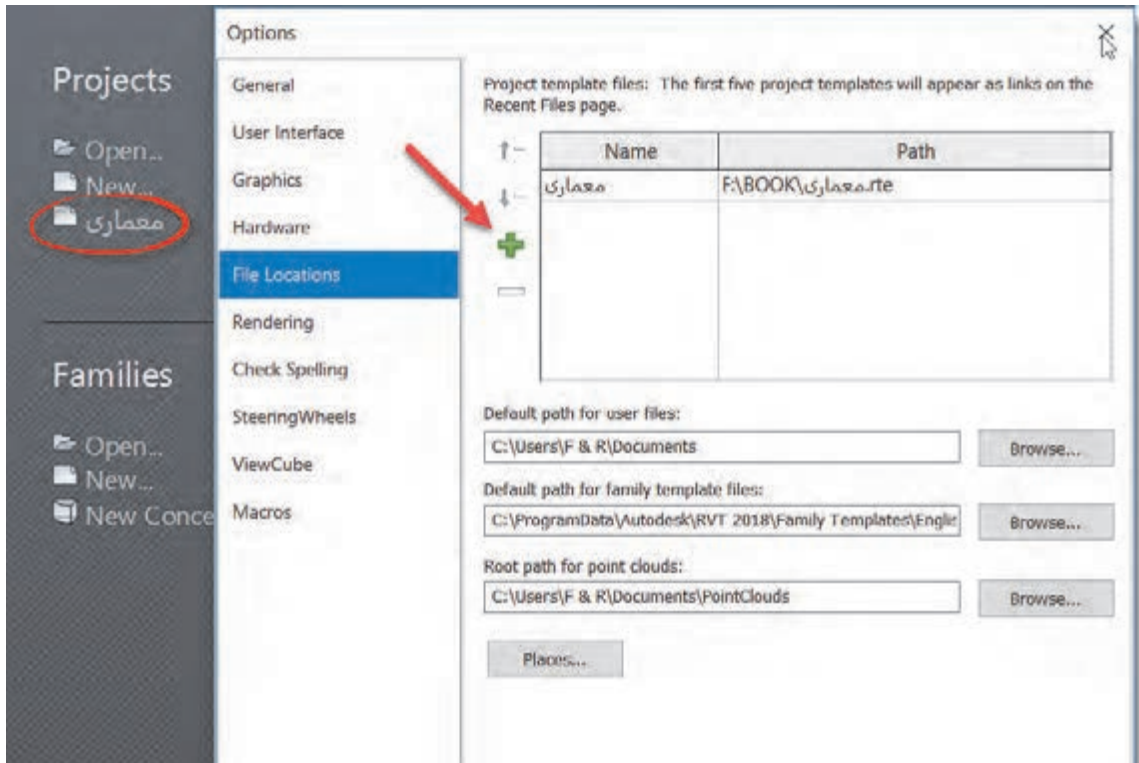 Projects
Open...
New...
معماری
Families
Open...
New...
New Conce
Options
General
User Interface
Graphics
Hardware
File Locations
Rendering
Check Spelling
SteeringWheels
ViewCube
Macros
Project template files: The first five project templates will appear as links on the
Recent Files page.
Name Path
معماری F:\BOOK\معماری.rte
Default path for user files:
C:\Users\F & R\Documents Browse...
Default path for family template files:
C:\ProgramData\Autodesk\RVT 2018\Family Templates\Englis Browse...
Root path for point clouds:
C:\Users\F & R\Documents\PointClouds Browse...
Places...